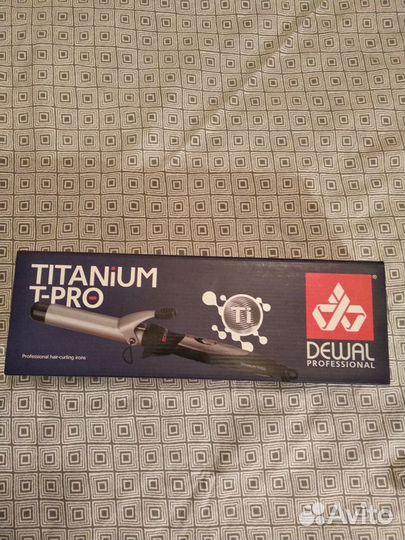 TITANiUM
T-PRO
Professional hair-curling irons
Ti
DEWAL
PROFESSIONAL
®
Avito